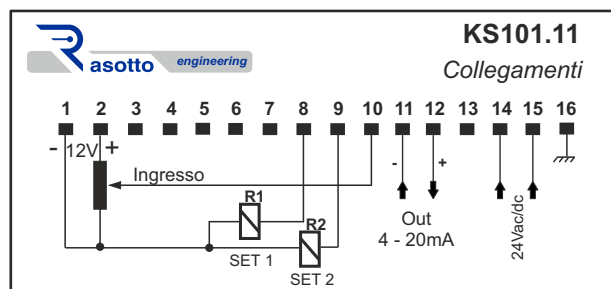 Rasotto engineering
KS101.11
Collegamenti
1 2 3 4 5 6 7 8 9 10 11 12 13 14 15 16
- 12V +
Ingresso
R1
R2
SET 1
SET 2
- +
Out
4 - 20mA
24Vac/dc